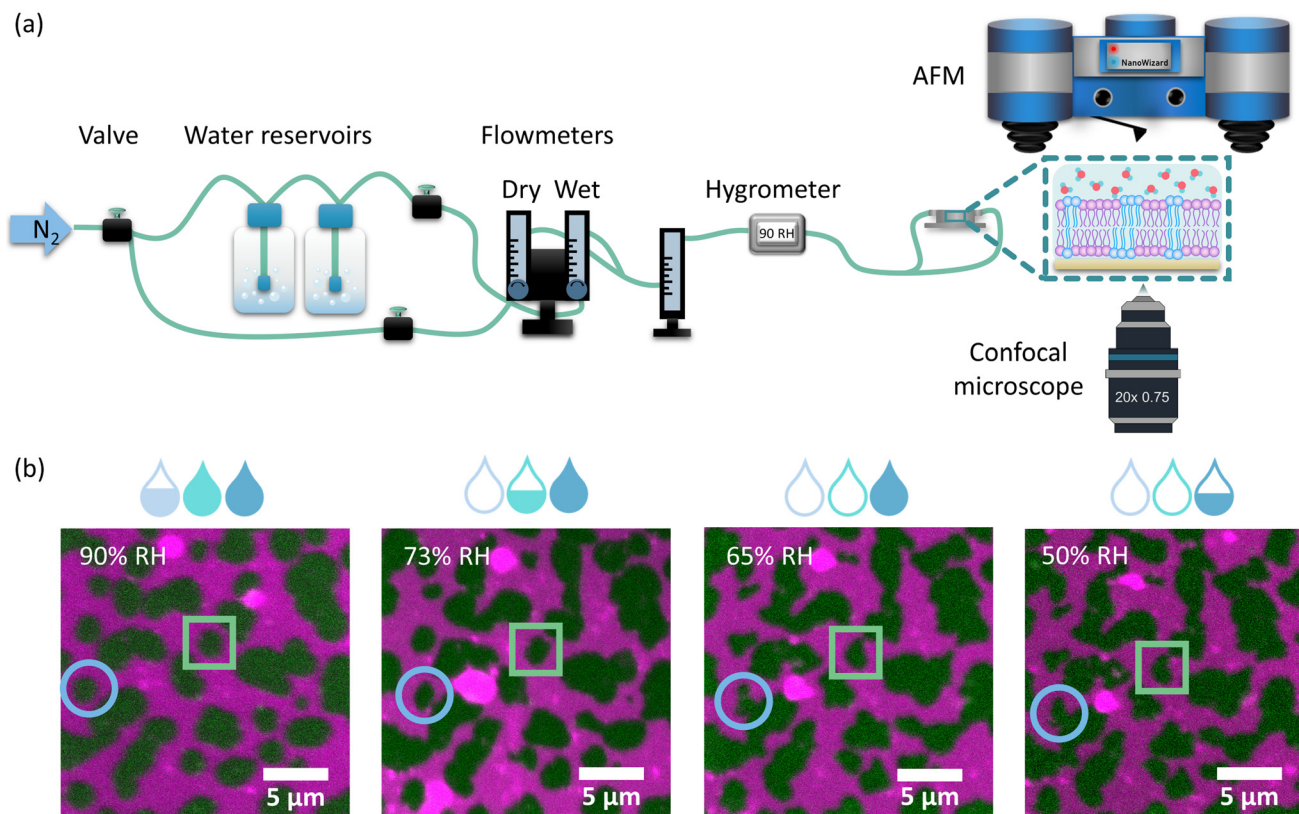 (a)
AFM
NanoWizard
Valve
Water reservoirs
Flowmeters
Dry Wet
Hygrometer
N2
90 RH
Confocal
microscope
20x 0.75
(b)
90% RH
73% RH
65% RH
50% RH
5 µm
5 µm
5 µm
5 µm